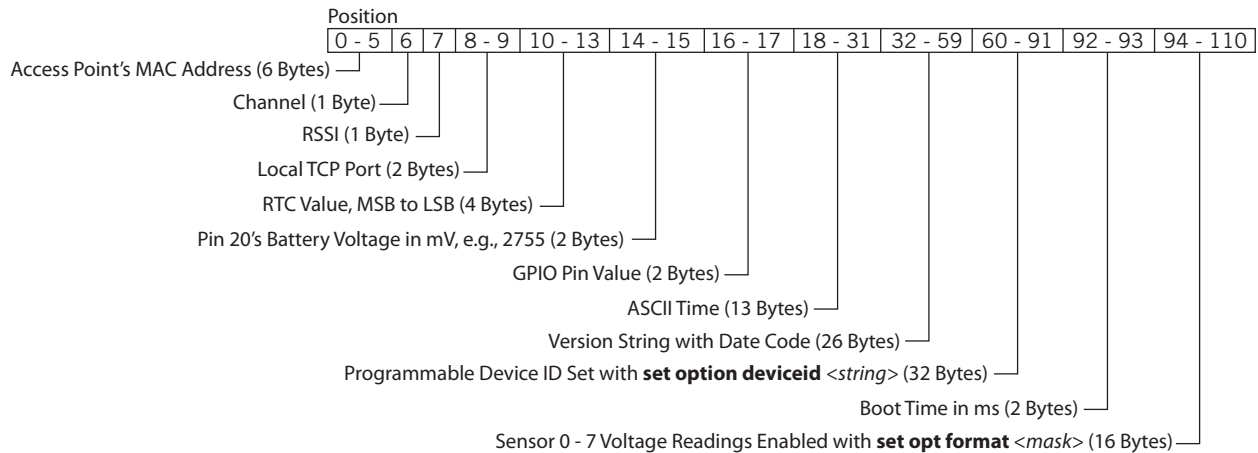 Position
0 - 5 6 7 8 - 9 10 - 13 14 - 15 16 - 17 18 - 31 32 - 59 60 - 91 92 - 93 94 - 110
Access Point's MAC Address (6 Bytes)
Channel (1 Byte)
RSSI (1 Byte)
Local TCP Port (2 Bytes)
RTC Value, MSB to LSB (4 Bytes)
Pin 20's Battery Voltage in mV, e.g., 2755 (2 Bytes)
GPIO Pin Value (2 Bytes)
ASCII Time (13 Bytes)
Version String with Date Code (26 Bytes)
Programmable Device ID Set with set option deviceid <string> (32 Bytes)
Boot Time in ms (2 Bytes)
Sensor 0 - 7 Voltage Readings Enabled with set opt format <mask> (16 Bytes)